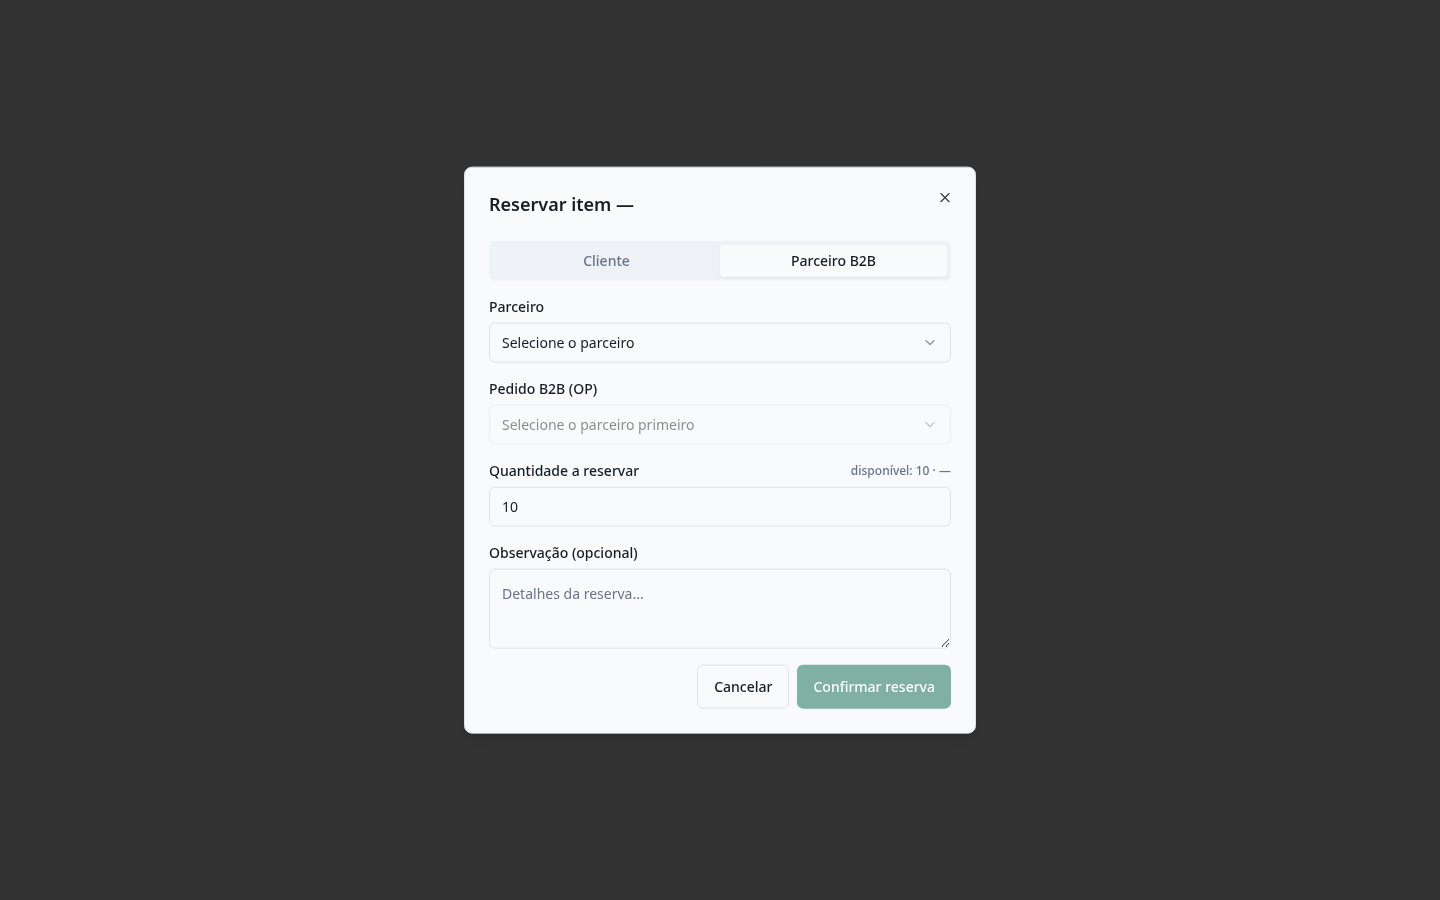 Reservar item —
Cliente
Parceiro B2B
Parceiro
Selecione o parceiro
Pedido B2B (OP)
Selecione o parceiro primeiro
Quantidade a reservar
disponível: 10 · —
10
Observação (opcional)
Detalhes da reserva...
Cancelar
Confirmar reserva